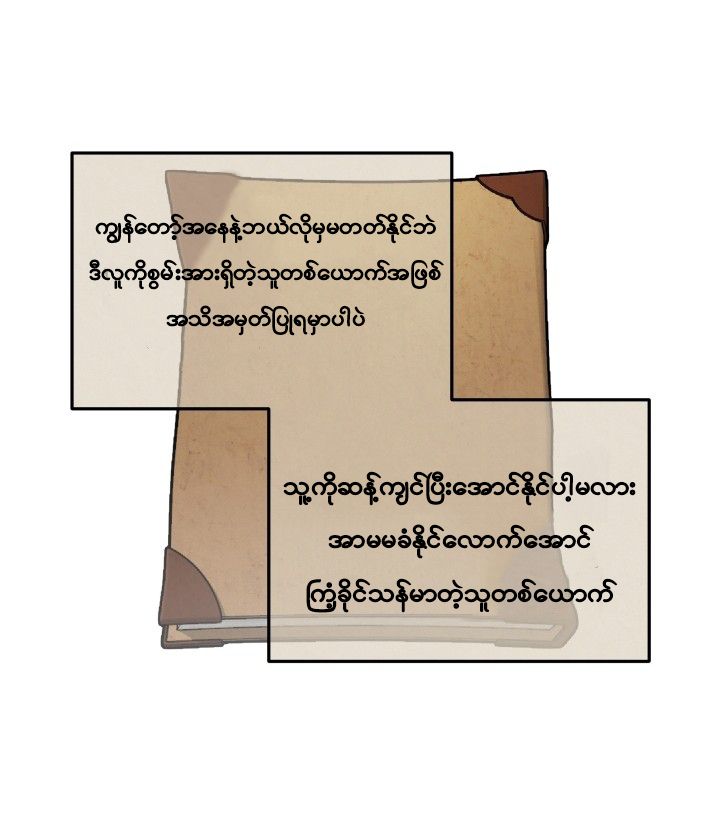 ကျွန်တော့်အနေနဲ့ဘယ်လိုမှမတတ်နိုင်ဘဲ
ဒီလူကိုစွမ်းအားရှိတဲ့သူတစ်ယောက်အဖြစ်
အသိအမှတ်ပြုရမှာပါပဲ
သူ့ကိုဆန့်ကျင်ပြီးအောင်နိုင်ပါ့မလား
အာမမခံနိုင်လောက်အောင်
ကြံ့ခိုင်သန်မာတဲ့သူတစ်ယောက်